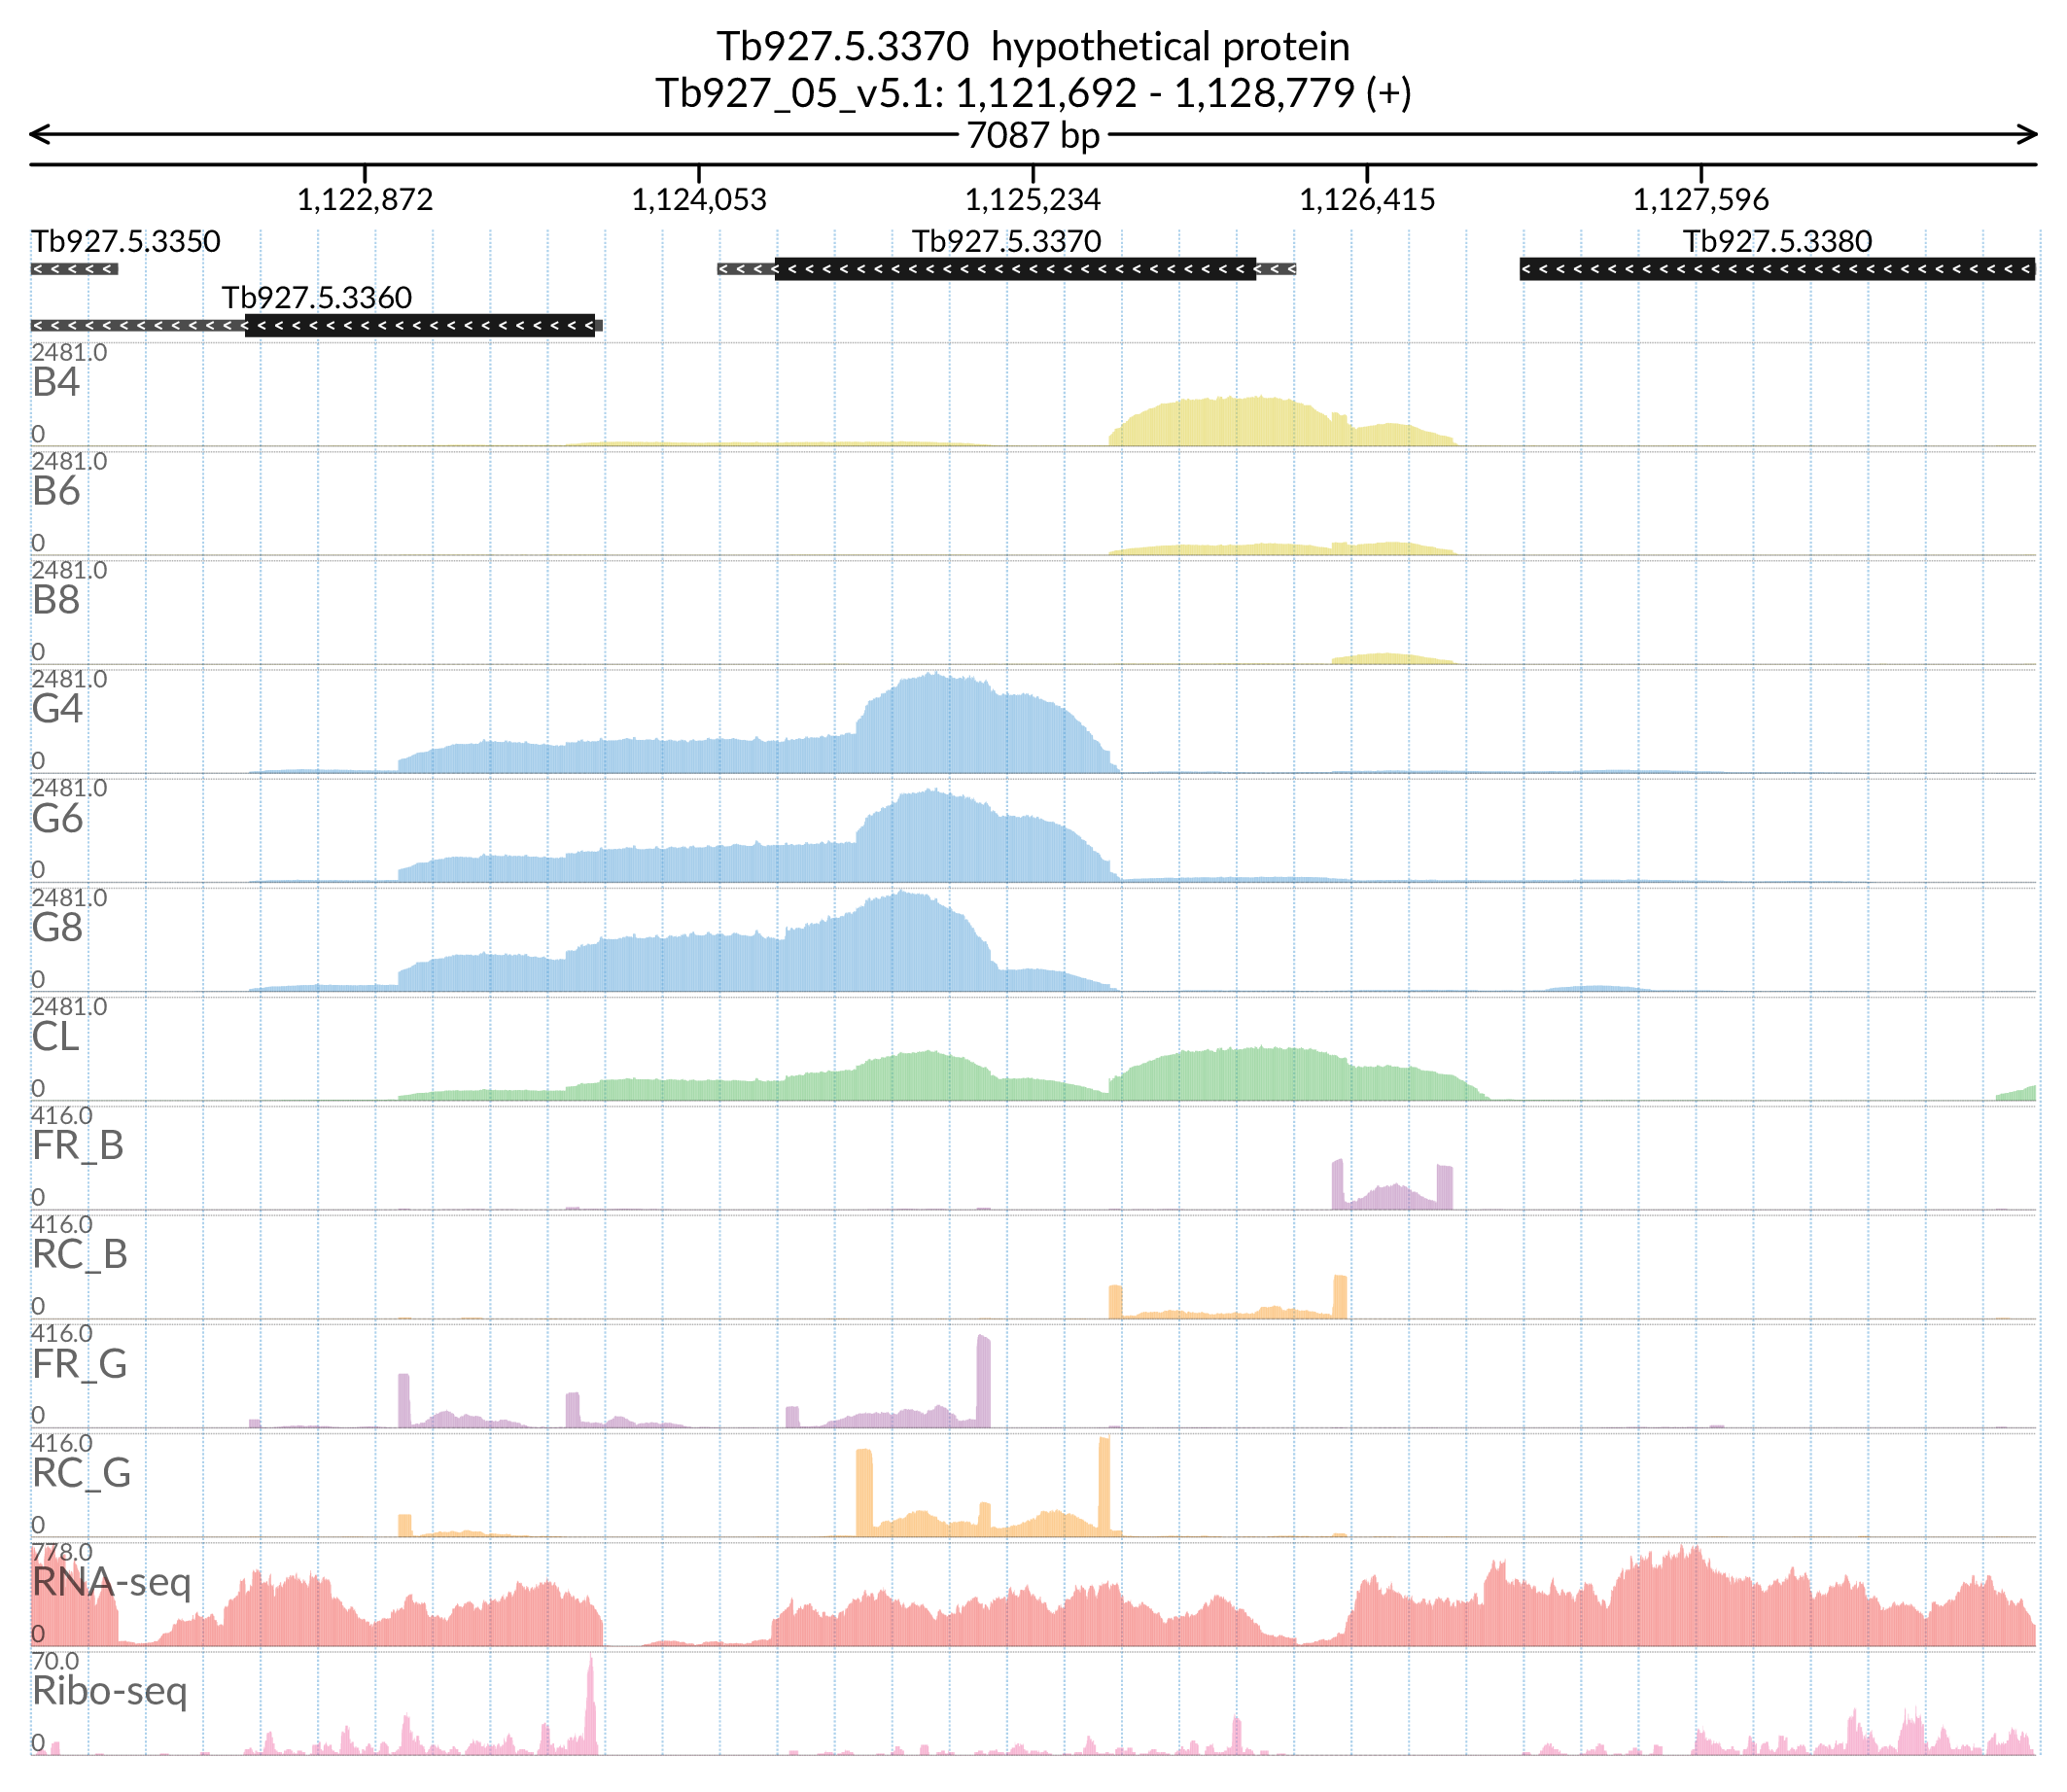 Tb927.5.3370 hypothetical protein
Tb927_05_v5.1: 1,121,692 - 1,128,779 (+)
7087 bp
1,122,872 1,124,053 1,125,234 1,126,415 1,127,596
Tb927.5.3350 Tb927.5.3370 Tb927.5.3380
Tb927.5.3360
2481.0
B4
0
2481.0
B6
0
2481.0
B8
0
2481.0
G4
0
2481.0
G6
0
2481.0
G8
0
2481.0
CL
0
416.0
FR_B
0
416.0
RC_B
0
416.0
FR_G
0
416.0
RC_G
0
778.0
RNA-seq
0
70.0
Ribo-seq
0